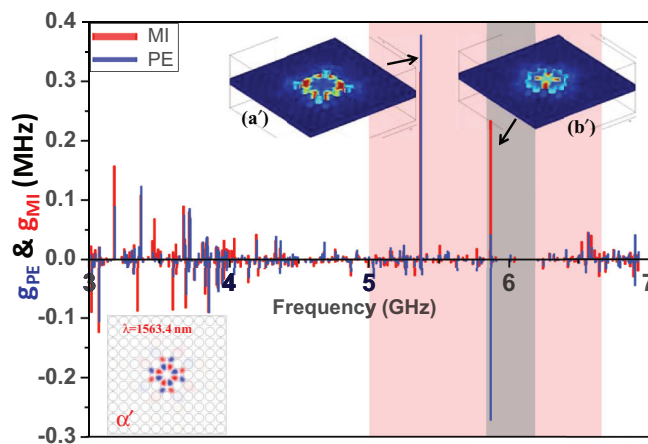 MI
PE
(a′)
(b′)
g_PE & g_MI (MHz)
0.4
0.3
0.2
0.1
0.0
-0.1
-0.2
-0.3
3
4
5
6
7
Frequency (GHz)
λ=1563.4 nm
α′